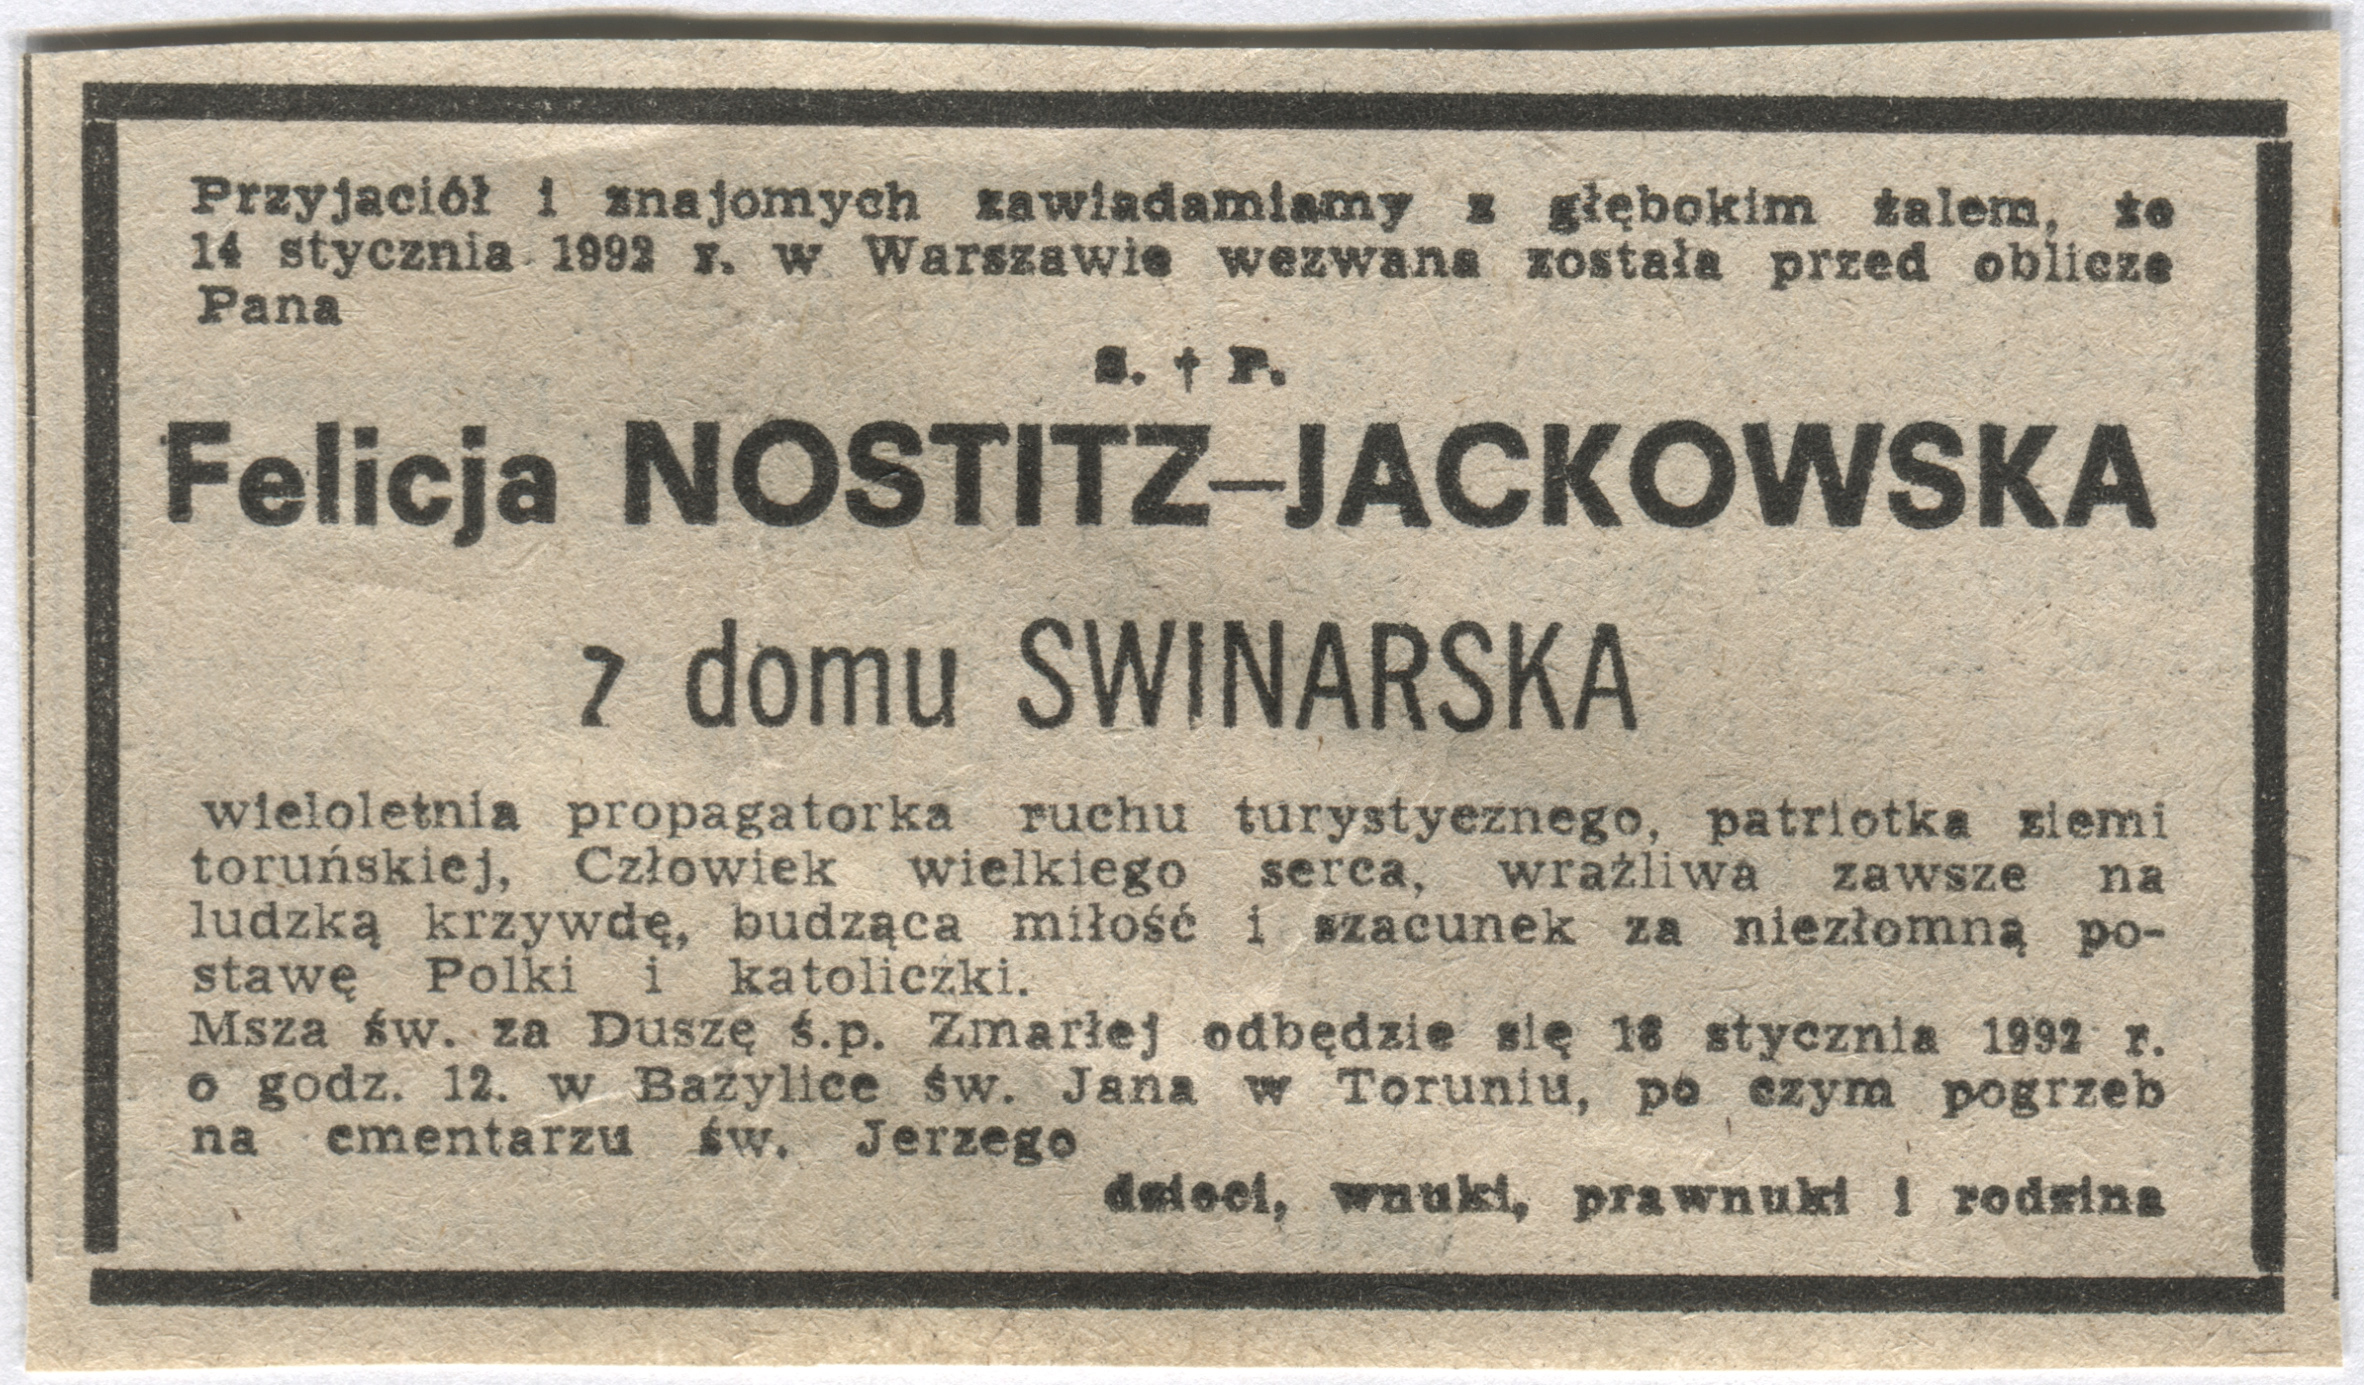 Przyjaciół i znajomych zawiadamiamy z głębokim żalem, że
14 stycznia 1992 r. w Warszawie wezwana została przed oblicze
Pana
S. † P.
Felicja NOSTITZ—JACKOWSKA
z domu SWINARSKA
wieloletnia propagatorka ruchu turystycznego, patriotka ziemi
toruńskiej, Człowiek wielkiego serca, wrażliwa zawsze na
ludzką krzywdę, budząca miłość i szacunek za niezłomną po-
stawę Polki i katoliczki.
Msza św. za Duszę ś.p. Zmarłej odbędzie się 18 stycznia 1992 r.
o godz. 12. w Bazylice św. Jana w Toruniu, po czym pogrzeb
na cmentarzu św. Jerzego
dzieci, wnuki, prawnuki i rodzina